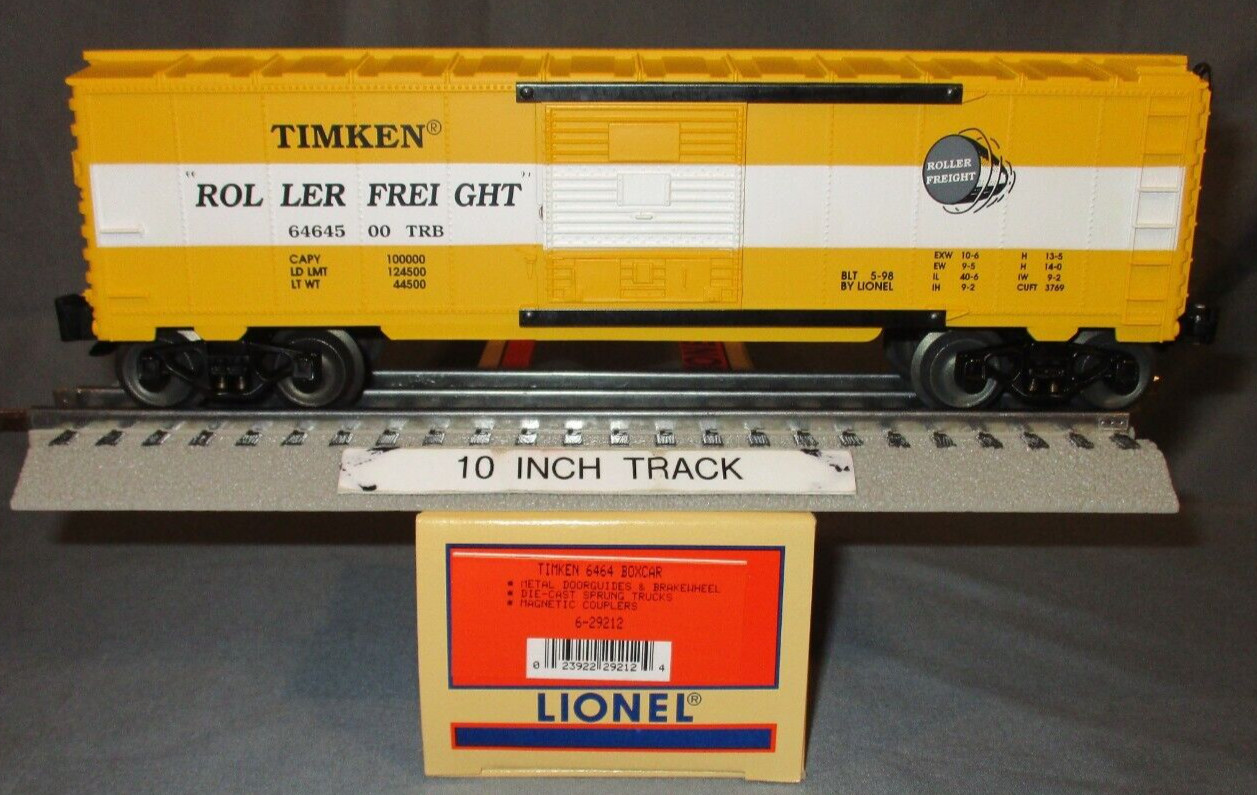 TIMKEN®
"ROL LER FREI GHT"
64645 00 TRB
CAPY 100000
LD LMT 124500
LT WT 44500
ROLLER
FREIGHT
BLT 5-98
BY LIONEL
EXW 10-6 H 13-5
EW 9-5 H 14-0
IL 40-6 IW 9-2
IH 9-2 CUFT 3769
10 INCH TRACK
TIMKEN 6464 BOXCAR
* METAL DOORGUIDES & BRAKEWHEEL
* DIE-CAST SPRUNG TRUCKS
* MAGNETIC COUPLERS
6-29212
0 23922 29212 4
LIONEL®